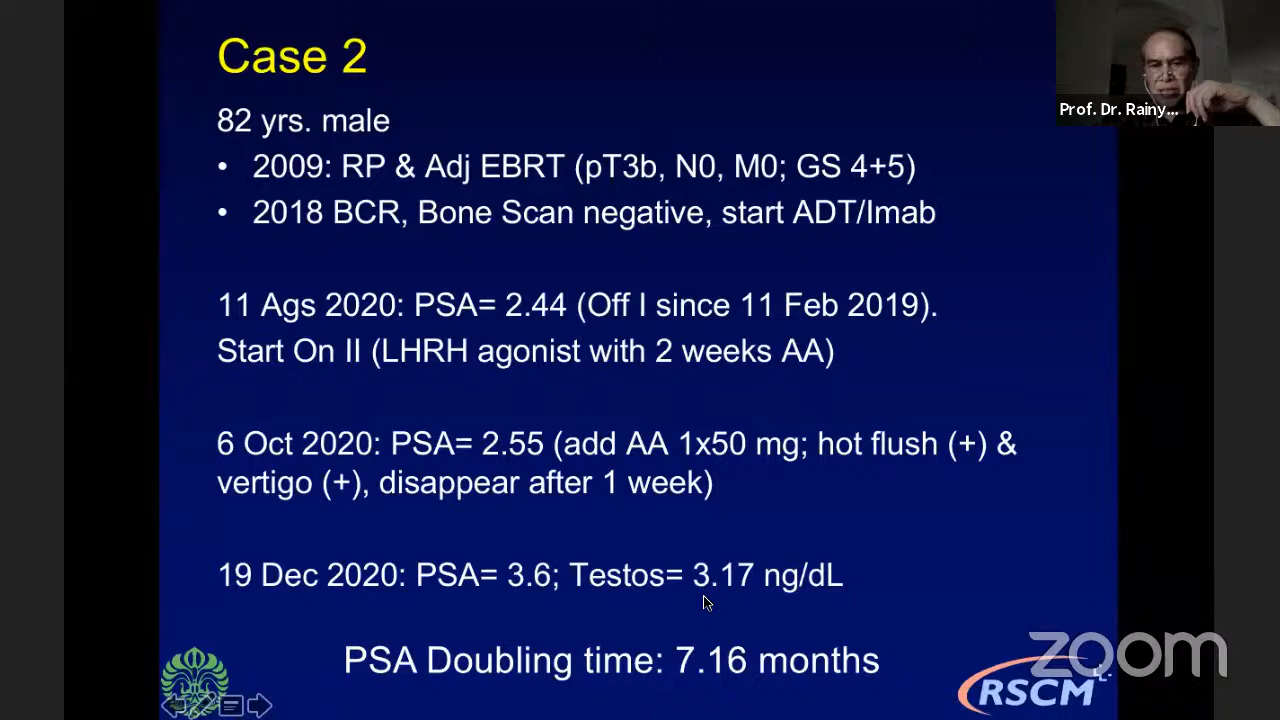 Case 2
Prof. Dr. Rainy...
82 yrs. male
• 2009: RP & Adj EBRT (pT3b, N0, M0; GS 4+5)
• 2018 BCR, Bone Scan negative, start ADT/Imab
11 Ags 2020: PSA= 2.44 (Off I since 11 Feb 2019).
Start On II (LHRH agonist with 2 weeks AA)
6 Oct 2020: PSA= 2.55 (add AA 1x50 mg; hot flush (+) &
vertigo (+), disappear after 1 week)
19 Dec 2020: PSA= 3.6; Testos= 3.17 ng/dL
PSA Doubling time: 7.16 months
zoom
RSCM